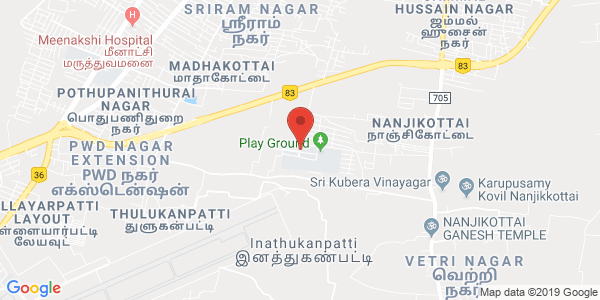 SRIRAM NAGAR
ஸ்ரீராம்
நகர்
HUSSAIN NAGAR
ஜம்மல்
ஹுசைன்
நகர்
Meenakshi Hospital
மீனாட்சி
மருத்துவமனை
MADHAKOTTAI
மாதாகோட்டை
83
83
705
POTHUPANITHURAI
NAGAR
பொதுபணிதுறை
நகர்
NANJIKOTTAI
நாஞ்சிகோட்டை
Play Ground
PWD NAGAR
EXTENSION
PWD நகர்
எக்ஸ்டென்ஷன்
36
Sri Kubera Vinayagar
Karupusamy
Kovil Nanjikkottai
LLAYARPATTI
LAYOUT
ள்ளையார்பட்டி
லேயவுட்
THULUKANPATTI
துளுகன்பட்டி
NANJIKOTTAI
GANESH TEMPLE
Inathukanpatti
இனத்துகண்பட்டி
VETRI NAGAR
வெற்றி
நகர்
Google
Map data ©2019 Google